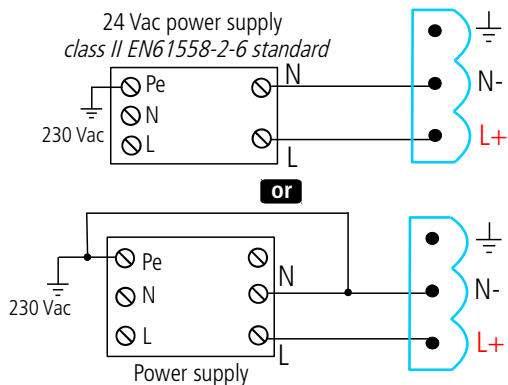 24 Vac power supply
class II EN61558-2-6 standard
Pe
N
L
230 Vac
N
L
N-
L+
or
Pe
N
L
230 Vac
N
L
N-
L+
Power supply